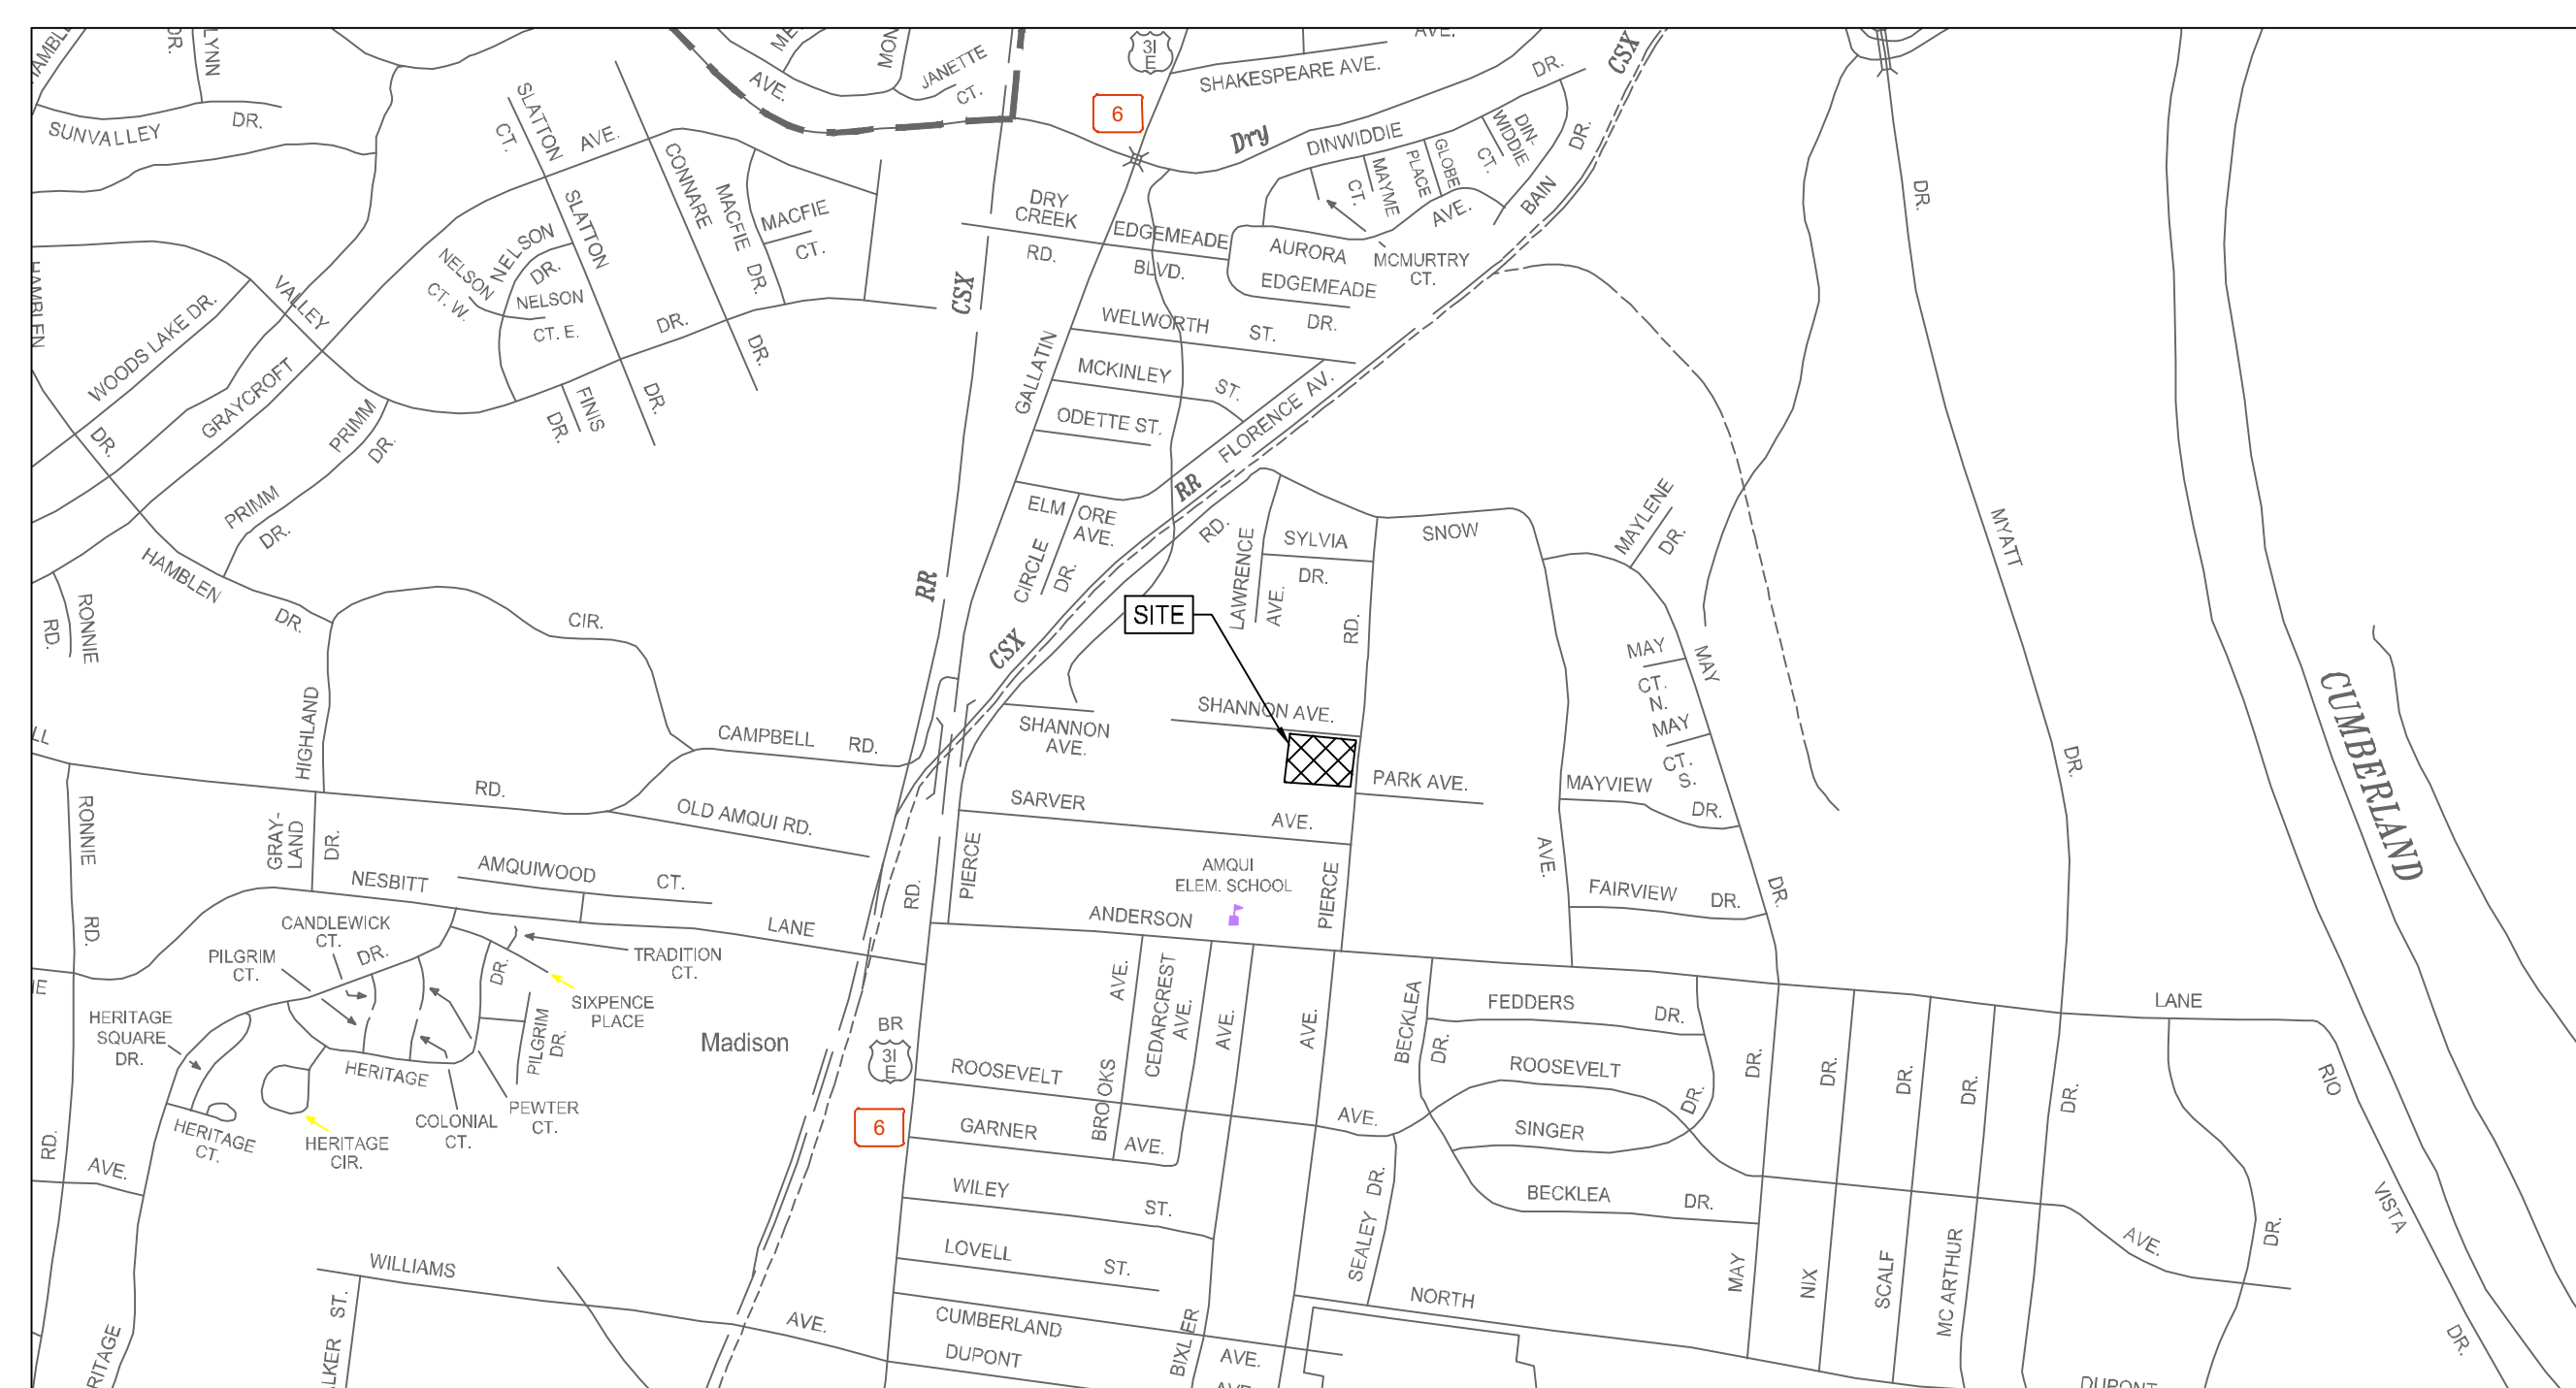 SUNVALLEY
DR.
LYNN
DR.
SLATTON
CT.
AVE.
CONNARE
MACFIE
DR.
MACFIE
CT.
SLATTON
NELSON
DR.
NELSON
CT. W.
NELSON
CT. E.
DR.
DR.
DR.
FINIS
DR.
AVE.
JANETTE
CT.
31
E
6
SHAKESPEARE AVE.
AVE.
DR.
CSX
Dry
DINWIDDIE
DIN-
WIDDIE
CT.
GLOBE
PLACE
MAYME
CT.
AVE.
BAIN
DR.
DRY
CREEK
RD.
EDGEMEADE
BLVD.
AURORA
EDGEMEADE
DR.
MCMURTRY
CT.
CSX
WELWORTH
ST.
GALLATIN
MCKINLEY
ST.
ODETTE ST.
FLORENCE AV.
HAMBLEN
WOODS LAKE DR.
VALLEY
DR.
GRAYCROFT
PRIMM
DR.
PRIMM
DR.
HAMBLEN
DR.
RONNIE
RD.
ELM
ORE
AVE.
CIRCLE
DR.
RR
RD.
RR
CSX
LAWRENCE
AVE.
SYLVIA
DR.
SNOW
RD.
MAYLENE
DR.
DR.
MYATT
SITE
CIR.
HIGHLAND
CAMPBELL
RD.
SHANNON
AVE.
SHANNON AVE.
MAY
CT.
N.
MAY
MAY
CT.
S.
PARK AVE.
MAYVIEW
DR.
DR.
CUMBERLAND
RD.
OLD AMQUI RD.
SARVER
AVE.
RONNIE
GRAY-
LAND
DR.
NESBITT
AMQUIWOOD
CT.
LANE
RD.
PIERCE
AMQUI
ELEM. SCHOOL
PIERCE
AVE.
FAIRVIEW
DR.
DR.
RD.
CANDLEWICK
CT.
DR.
PILGRIM
CT.
DR.
TRADITION
CT.
SIXPENCE
PLACE
ANDERSON
HERITAGE
SQUARE
DR.
PILGRIM
DR.
HERITAGE
PEWTER
CT.
COLONIAL
CT.
HERITAGE
CT.
HERITAGE
CIR.
Madison
BR
31
E
6
AVE.
CEDARCREST
AVE.
AVE.
AVE.
BECKLEA
DR.
FEDDERS
DR.
LANE
ROOSEVELT
BROOKS
ROOSEVELT
DR.
DR.
DR.
DR.
DR.
DR.
RIO
GARNER
AVE.
AVE.
SINGER
RD.
AVE.
WILEY
ST.
SEALEY
DR.
BECKLEA
DR.
VISTA
AVE.
DR.
LOVELL
ST.
MAY
NIX
SCALF
MC ARTHUR
WILLIAMS
AVE.
ST.
NORTH
DR.
CUMBERLAND
AVE.
BIXLER
DUPONT